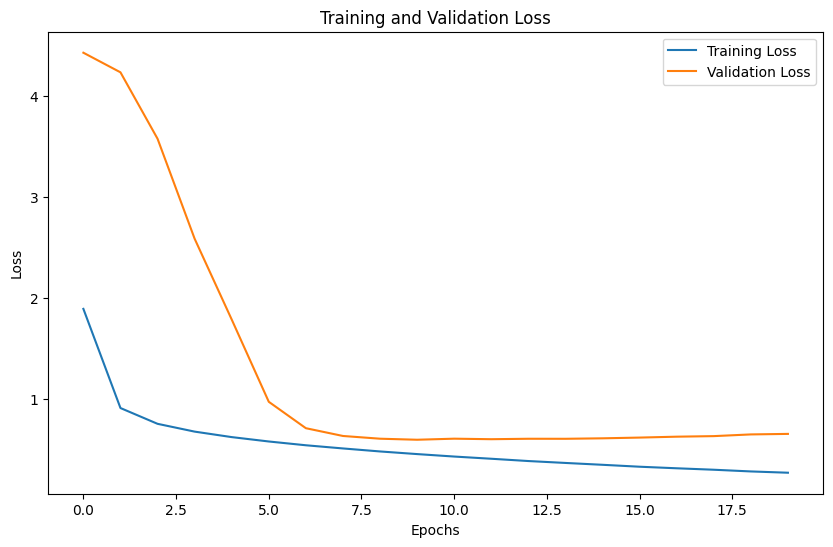 Training and Validation Loss
Training Loss
Validation Loss
4
3
2
1
Loss
0.0 2.5 5.0 7.5 10.0 12.5 15.0 17.5
Epochs